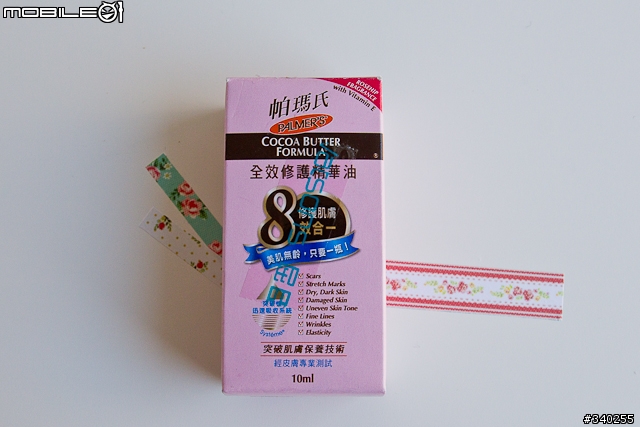 MOBILE01
ROSEHIP
FRAGRANCE
with Vitamin E
帕瑪氏
PALMER'S
COCOA BUTTER
FORMULA
全效修護精華油
8
修護肌膚
效合一
美肌無齡，只要一瓶！
Scars
Stretch Marks
Dry, Dark Skin
Damaged Skin
Uneven Skin Tone
Fine Lines
Wrinkles
Elasticity
迅速吸收系統
突破肌膚保養技術
經皮膚專業測試
10ml
#340255